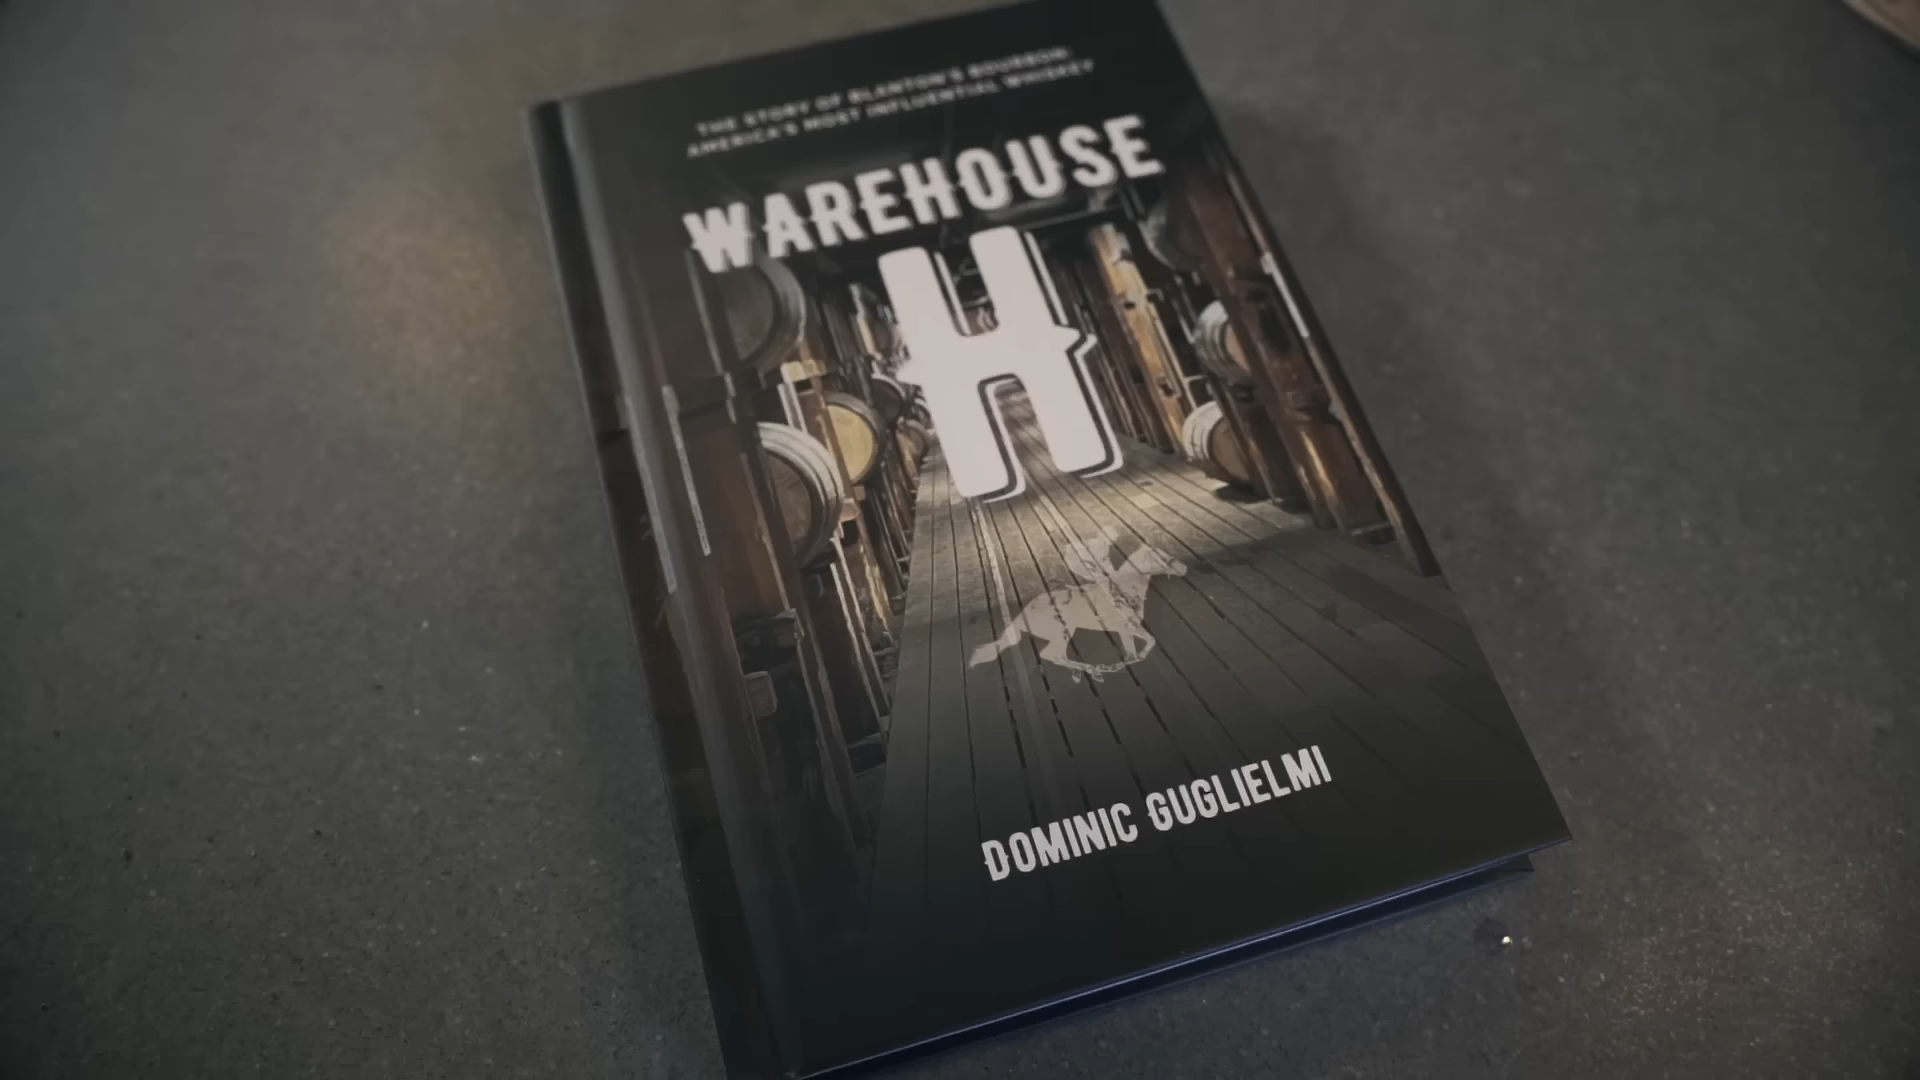 THE STORY OF BLANTON'S BOURBON:
AMERICA'S MOST INFLUENTIAL WHISKEY
WAREHOUSE
H
DOMINIC GUGLIELMI